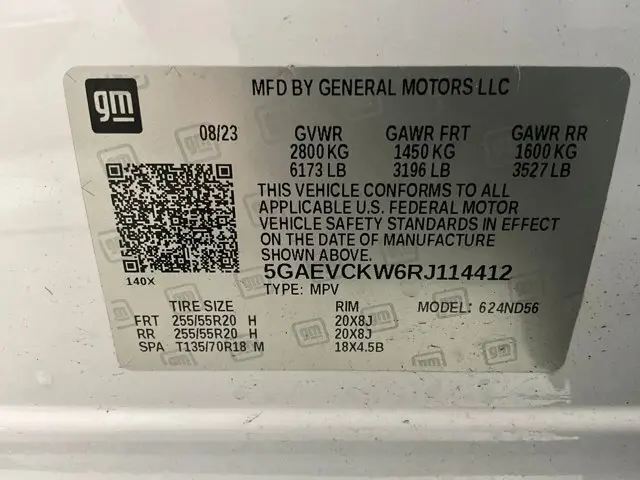 gm
MFD BY GENERAL MOTORS LLC
08/23 GVWR GAWR FRT GAWR RR
2800 KG 1450 KG 1600 KG
6173 LB 3196 LB 3527 LB
THIS VEHICLE CONFORMS TO ALL
APPLICABLE U.S. FEDERAL MOTOR
VEHICLE SAFETY STANDARDS IN EFFECT
ON THE DATE OF MANUFACTURE
SHOWN ABOVE.
140X
5GAEVCKW6RJ114412
TYPE: MPV
TIRE SIZE RIM MODEL: 624ND56
FRT 255/55R20 H 20X8J
RR 255/55R20 H 20X8J
SPA T135/70R18 M 18X4.5B